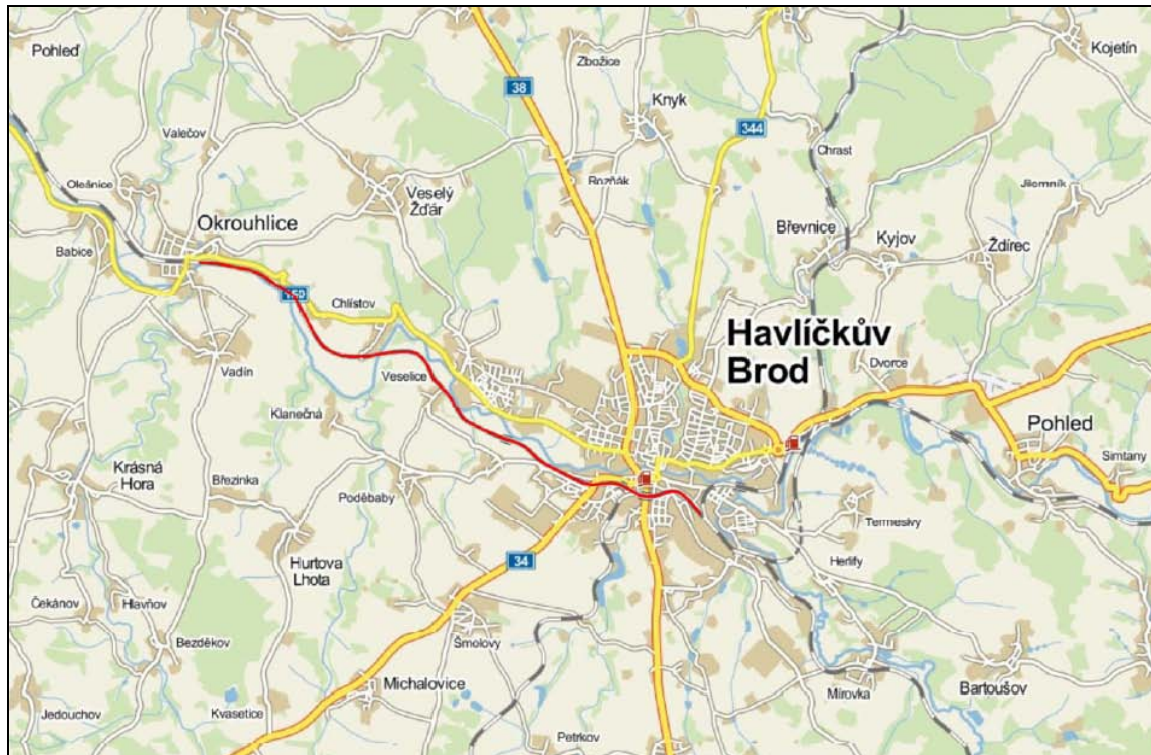 Pohleď
Zbožice
Kojetín
38
Knyk
344
Valečov
Chrast
Olešnice
Veselý
Žďár
Rozňák
Jilemník
Okrouhlice
Břevnice
Kyjov
Ždírec
Babice
150
Chlístov
Havlíčkův
Brod
Vadín
Veselice
Dvorce
Klanečná
Pohled
Simtany
Krásná
Hora
Březinka
Poděbaby
Termesivy
Hurtova
Lhota
34
Herlify
Čekánov
Hlavňov
Bezděkov
Šmolovy
Michalovice
Mírovka
Bartoušov
Jedouchov
Kvasetice
Petrkov